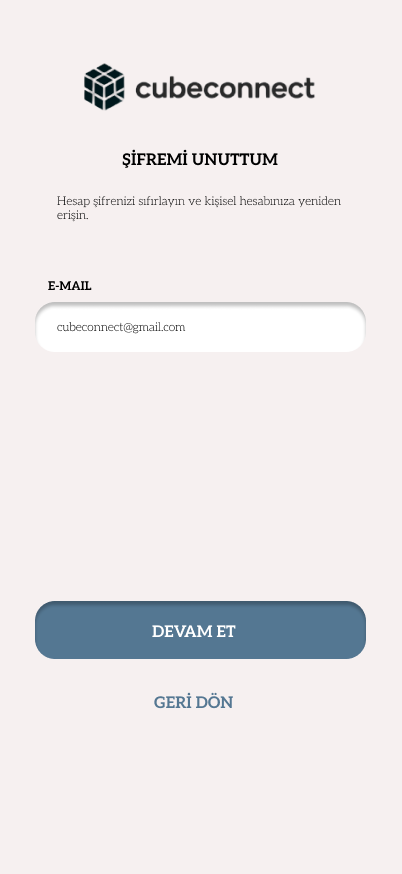 cubeconnect
ŞİFREMİ UNUTTUM
Hesap şifrenizi sıfırlayın ve kişisel hesabınıza yeniden
erişin.
E-MAIL
cubeconnect@gmail.com
DEVAM ET
GERİ DÖN